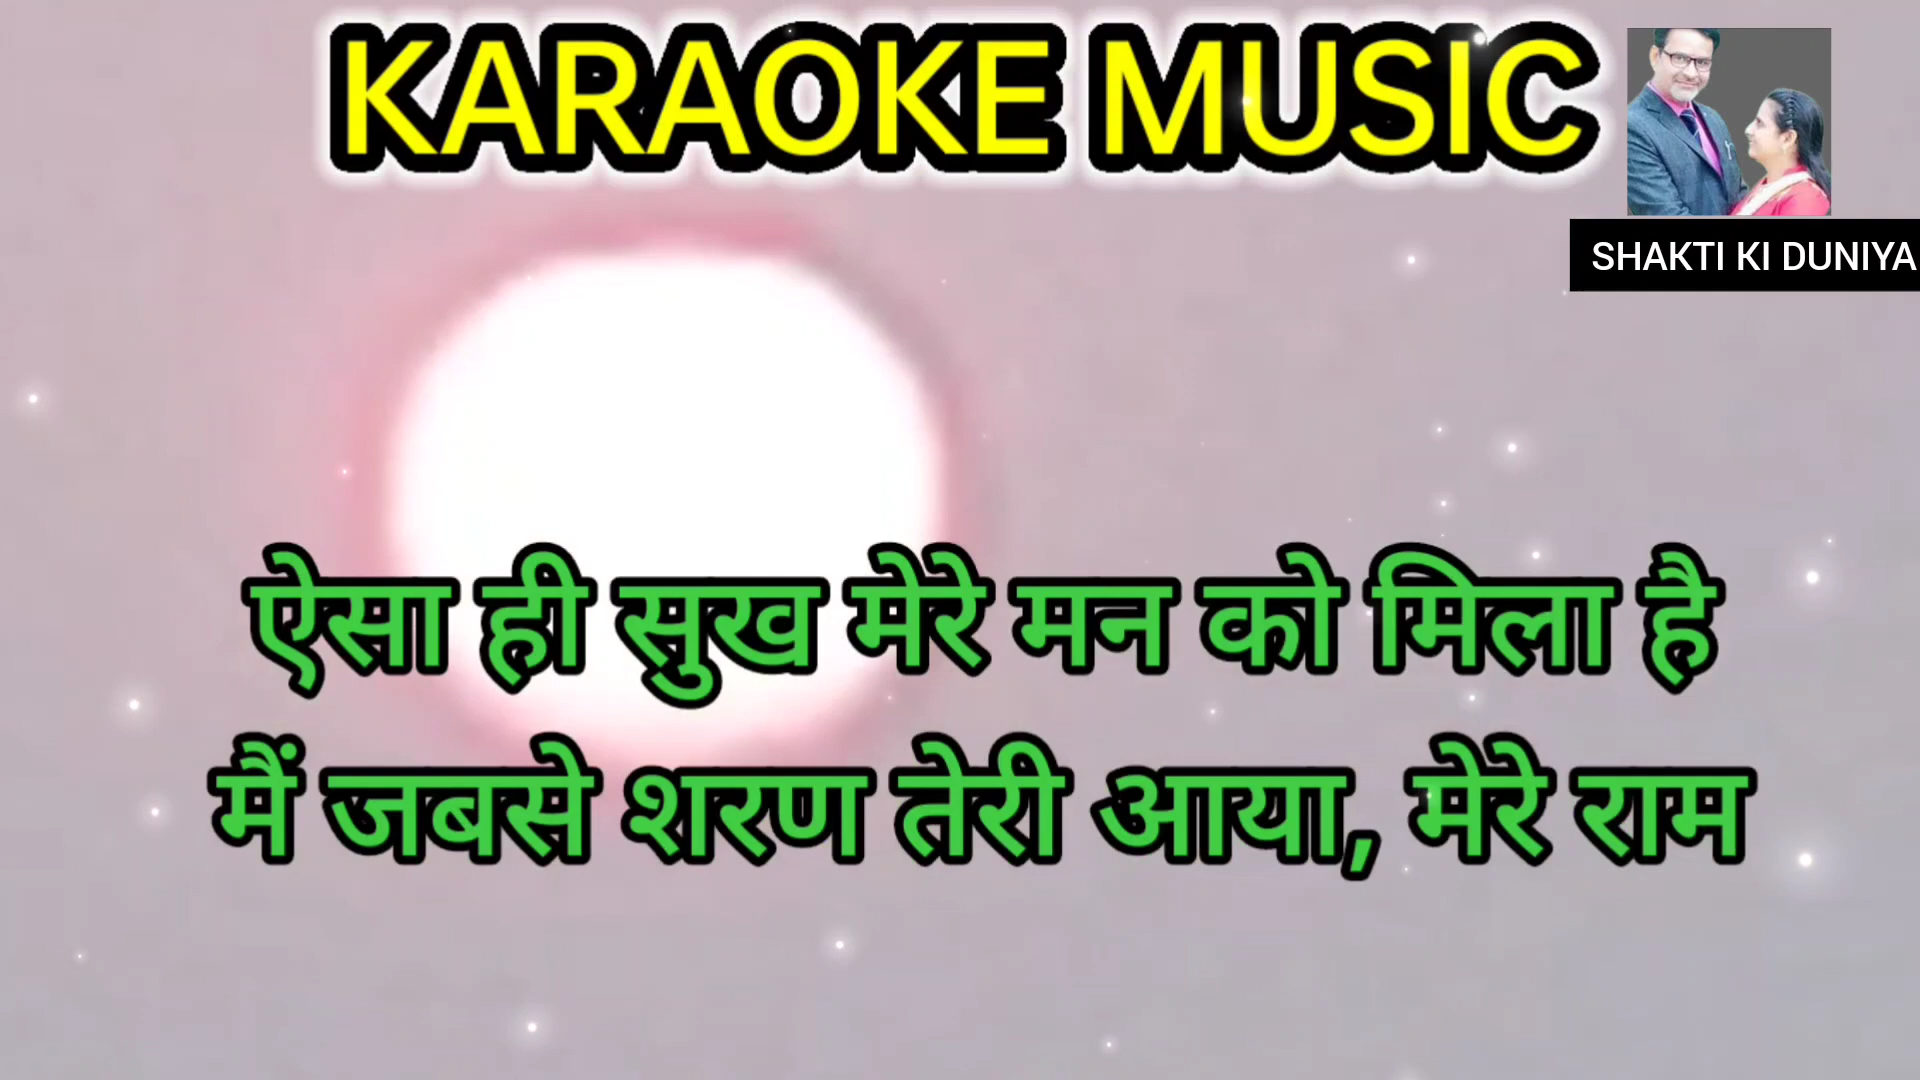 KARAOKE MUSIC
SHAKTI KI DUNIYA
ऐसा ही सुख मेरे मन को मिला है
मैं जबसे शरण तेरी आया, मेरे राम